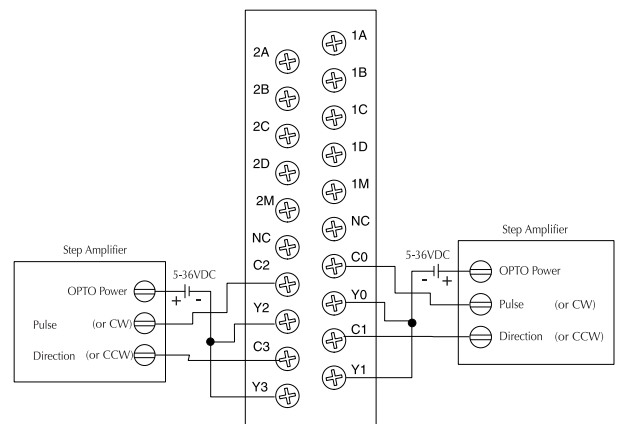 1A
2A
1B
2B
1C
2C
1D
2D
1M
2M
NC
NC
Step Amplifier
5-36VDC
OPTO Power
+ -
Pulse (or CW)
Direction (or CCW)
C2
Y2
C3
Y3
C0
Y0
C1
Y1
Step Amplifier
5-36VDC
- +
OPTO Power
Pulse (or CW)
Direction (or CCW)